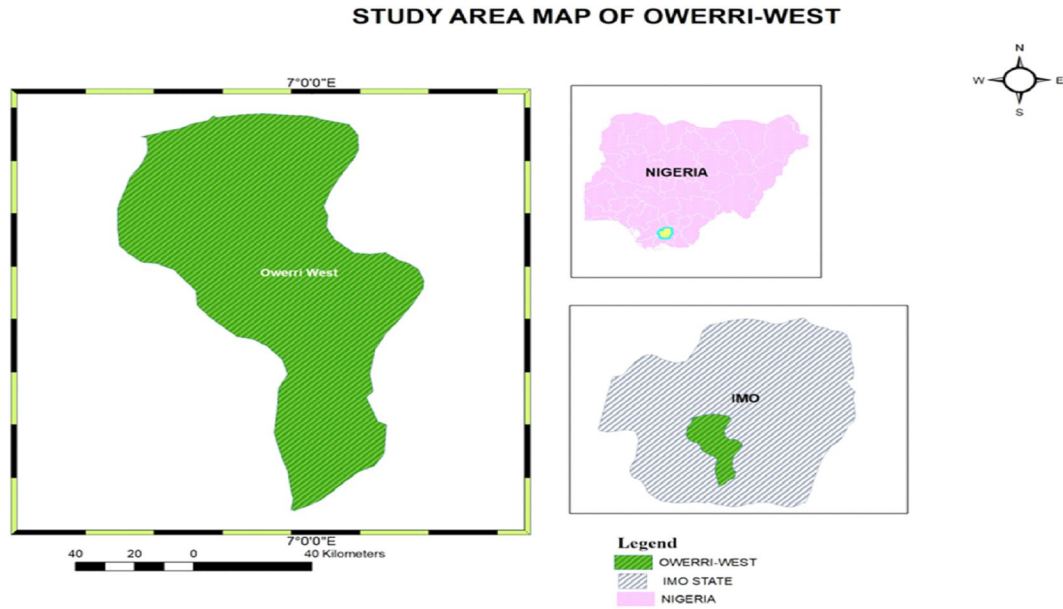 STUDY AREA MAP OF OWERRI-WEST
N
W E
S
7°0'0"E
Owerri West
7°0'0"E
40 20 0 40 Kilometers
NIGERIA
IMO
Legend
OWERRI-WEST
IMO STATE
NIGERIA